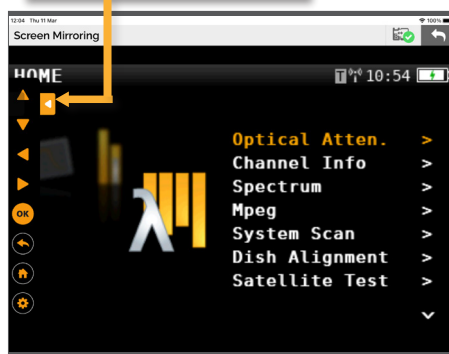 12:04 Thu 11 Mar
100%
Screen Mirroring
HOME
T 10:54
Optical Atten. >
Channel Info >
Spectrum >
Mpeg >
System Scan >
Dish Alignment >
Satellite Test >
OK
λ